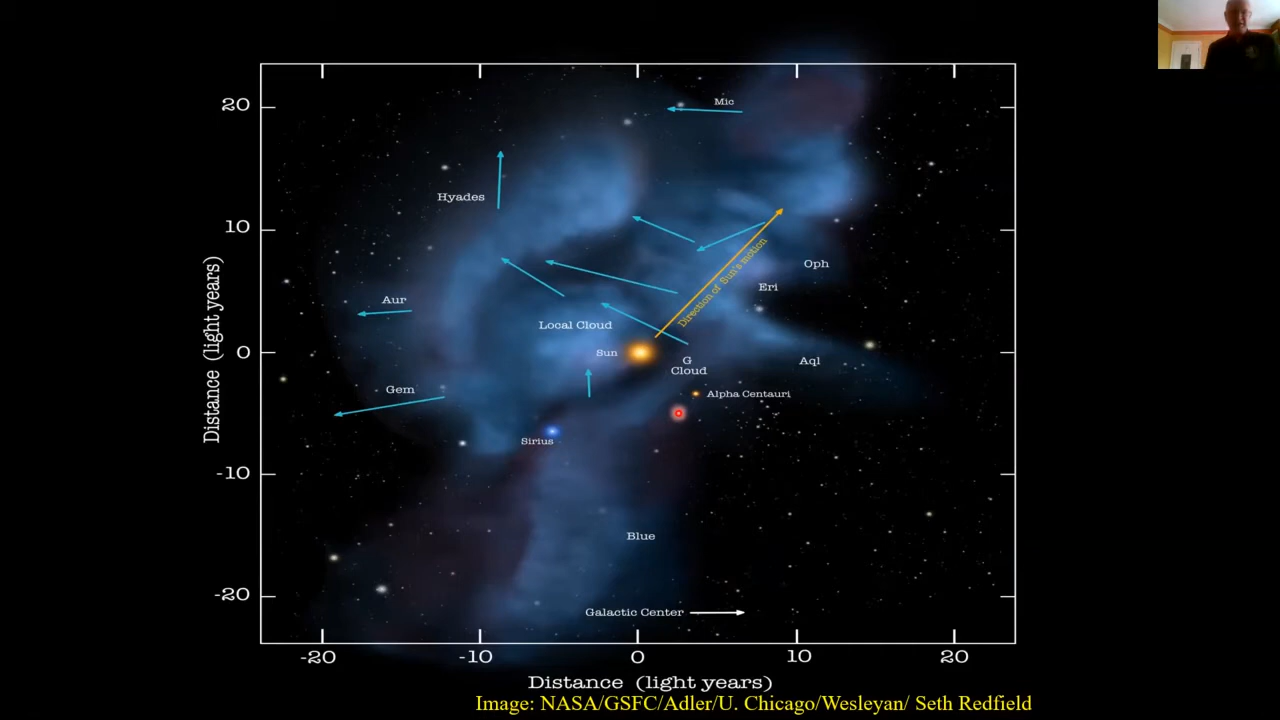 20
Mic
Hyades
10
Oph
Direction of Sun's motion
Eri
Aur
Local Cloud
Distance (light years)
0
Sun
G
Cloud
Aql
Gem
Alpha Centauri
Sirius
-10
Blue
-20
Galactic Center
-20
-10
0
10
20
Distance (light years)
Image: NASA/GSFC/Adler/U. Chicago/Wesleyan/ Seth Redfield